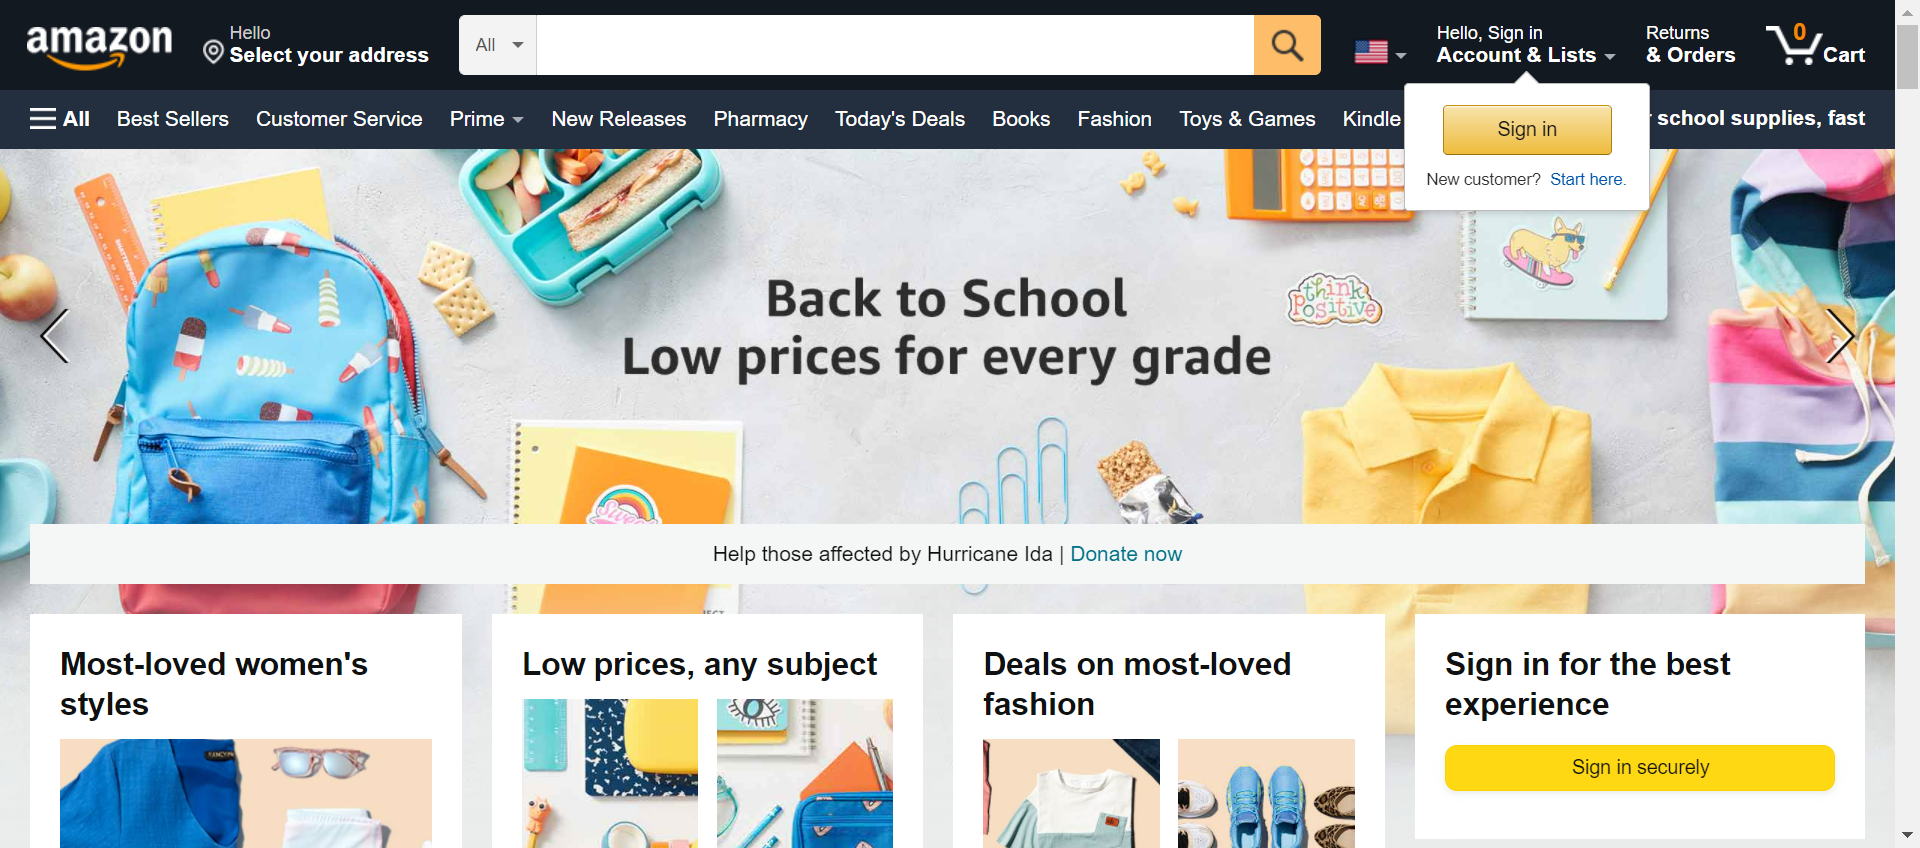 amazon
Hello
Select your address
All
Hello, Sign in
Account & Lists
Returns
& Orders
0
Cart
All
Best Sellers
Customer Service
Prime
New Releases
Pharmacy
Today's Deals
Books
Fashion
Toys & Games
Kindle
school supplies, fast
Sign in
New customer? Start here.
Back to School
Low prices for every grade
think
positive
Sweet
Help those affected by Hurricane Ida | Donate now
Most-loved women's
styles
Low prices, any subject
Deals on most-loved
fashion
Sign in for the best
experience
Sign in securely